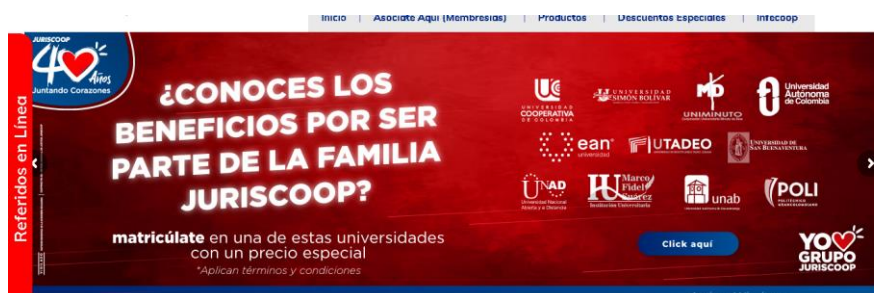 Inicio | Asóciate Aquí (Membresías) | Productos | Descuentos Especiales | Infecoop
JURISCOOP
40
Años
Juntando Corazones
Referidos en Línea
¿CONOCES LOS
BENEFICIOS POR SER
PARTE DE LA FAMILIA
JURISCOOP?
matricúlate en una de estas universidades
con un precio especial
*Aplican términos y condiciones
UNIVERSIDAD
COOPERATIVA
DE COLOMBIA
UNIVERSIDAD
SIMÓN BOLÍVAR
UNIMINUTO
Universidad
Autónoma
de Colombia
ean
universidad
UTADEO
UNIVERSIDAD DE
SAN BUENAVENTURA
UNAD
Universidad Nacional
Abierta y a Distancia
Marco
Fidel
Suárez
Institución Universitaria
unab
POLI
POLITÉCNICO
GRANCOLOMBIANO
Click aquí
YO
GRUPO
JURISCOOP